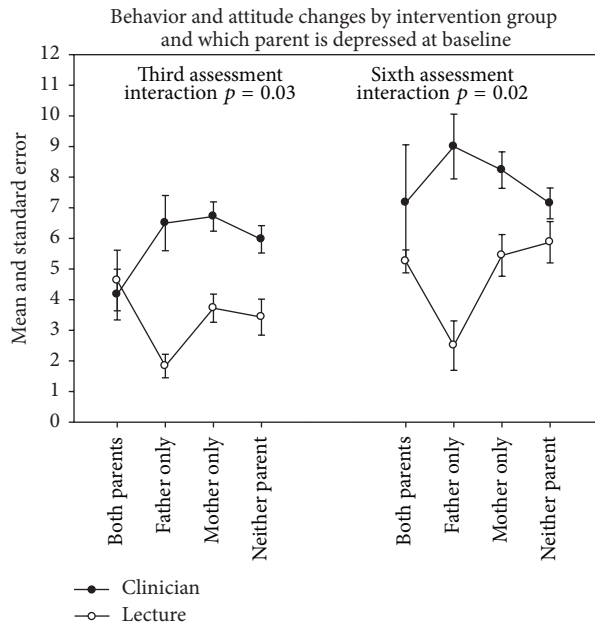 Behavior and attitude changes by intervention group
and which parent is depressed at baseline
Third assessment
interaction p = 0.03
Sixth assessment
interaction p = 0.02
Mean and standard error
12
11
10
9
8
7
6
5
4
3
2
1
0
Both parents
Father only
Mother only
Neither parent
Both parents
Father only
Mother only
Neither parent
Clinician
Lecture